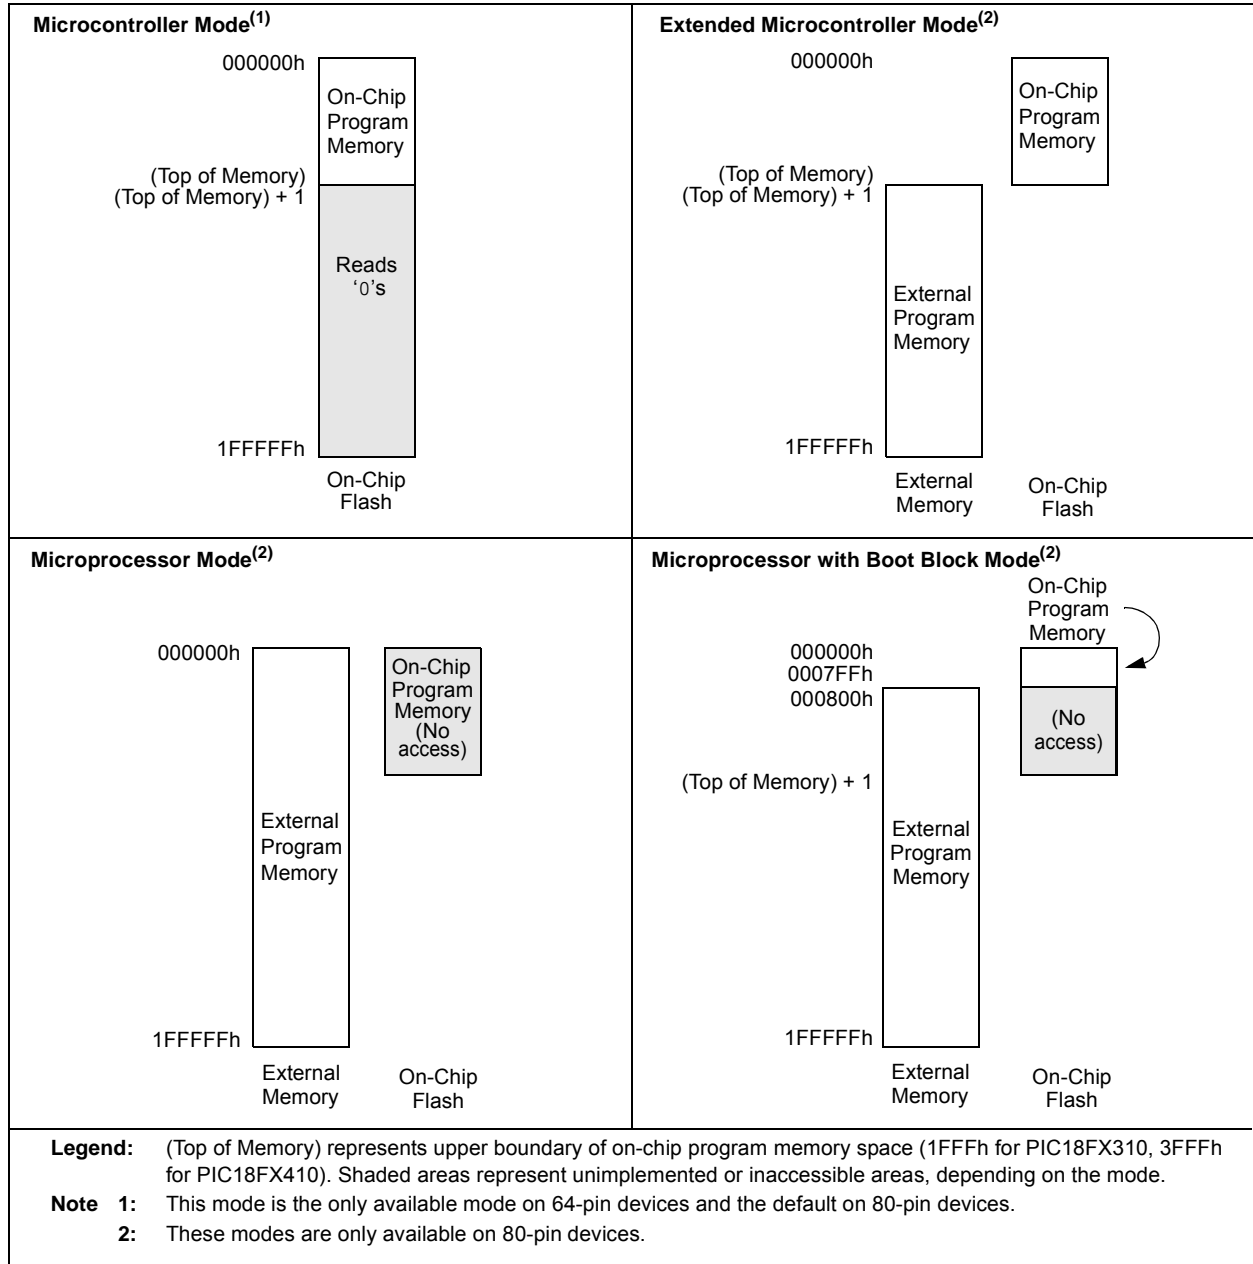 Microcontroller Mode(1)
000000h
On-Chip
Program
Memory
(Top of Memory)
(Top of Memory) + 1
Reads
‘0’s
1FFFFFh
On-Chip
Flash
Extended Microcontroller Mode(2)
000000h
On-Chip
Program
Memory
(Top of Memory)
(Top of Memory) + 1
External
Program
Memory
1FFFFFh
External
Memory
On-Chip
Flash
Microprocessor Mode(2)
000000h
On-Chip
Program
Memory
(No
access)
External
Program
Memory
1FFFFFh
External
Memory
On-Chip
Flash
Microprocessor with Boot Block Mode(2)
On-Chip
Program
Memory
000000h
0007FFh
000800h
(No
access)
(Top of Memory) + 1
External
Program
Memory
1FFFFFh
External
Memory
On-Chip
Flash
Legend: (Top of Memory) represents upper boundary of on-chip program memory space (1FFFh for PIC18FX310, 3FFFh
for PIC18FX410). Shaded areas represent unimplemented or inaccessible areas, depending on the mode.
Note 1: This mode is the only available mode on 64-pin devices and the default on 80-pin devices.
2: These modes are only available on 80-pin devices.